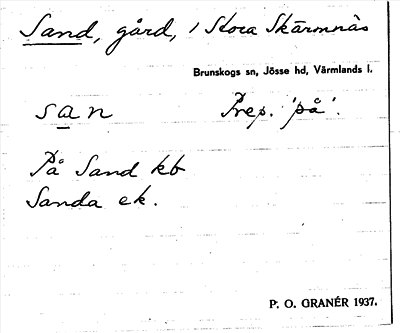 Sand, gård, i Stora Skärmnäs
Brunskogs sn, Jösse hd, Värmlands l.
san Prep. 'på'.
På Sand kb
Sanda ek.
P. O. GRANÉR 1937.